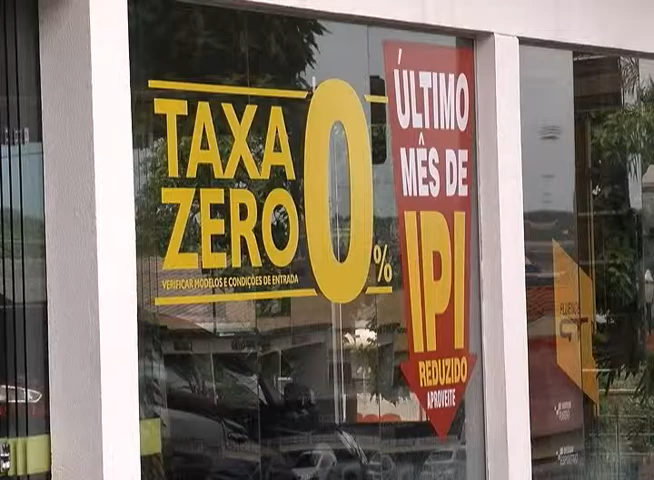 TAXA
ZERO
0%
VERIFICAR MODELOS E CONDIÇÕES DE ENTRADA
ÚLTIMO
MÊS DE
IPI
REDUZIDO
APROVEITE